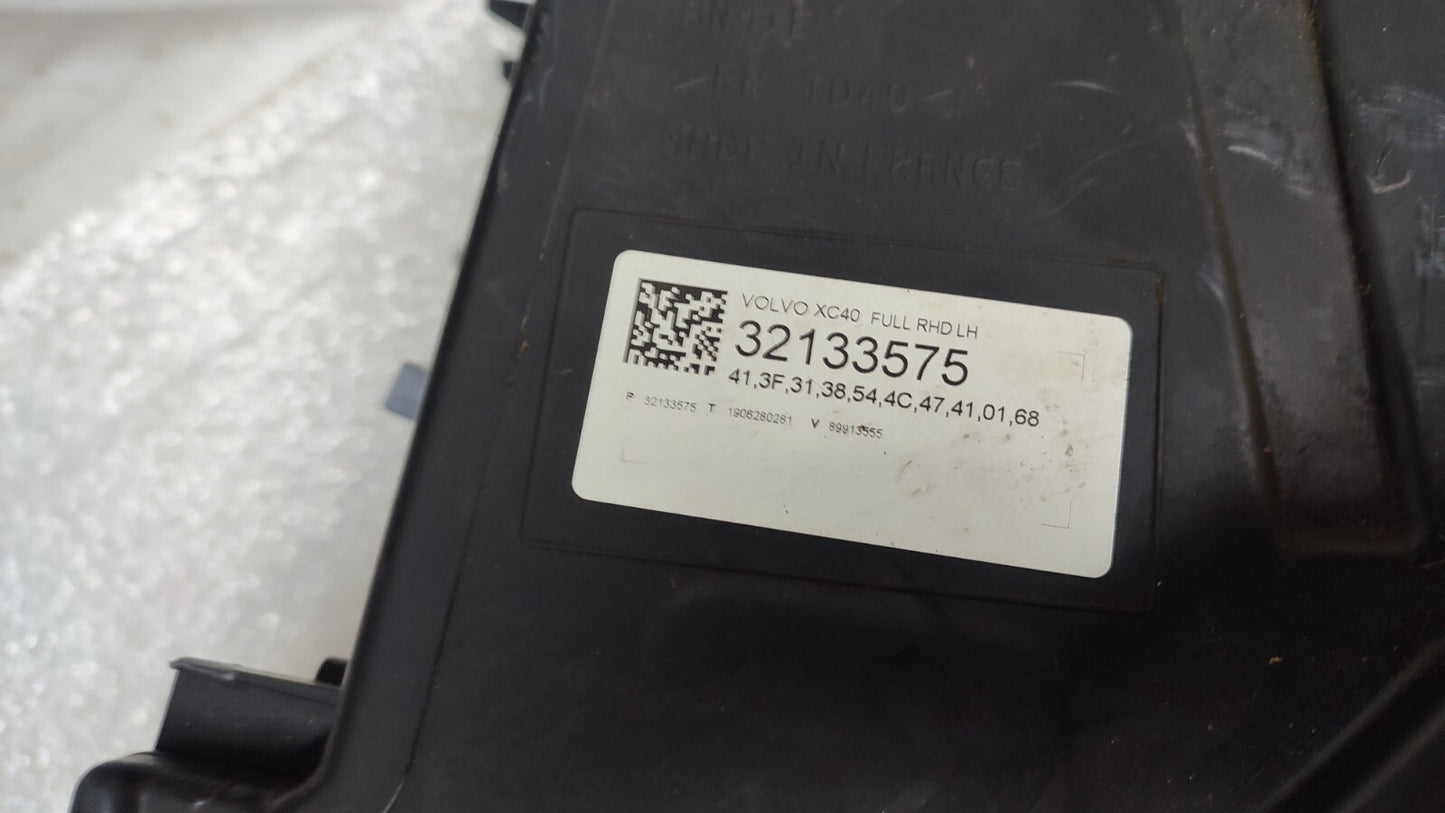 MADE IN FRANCE
VOLVO XC40 FULL RHD LH
32133575
41,3F,31,38,54,4C,47,41,01,68
P 32133575 T 1906280281 V 89913555